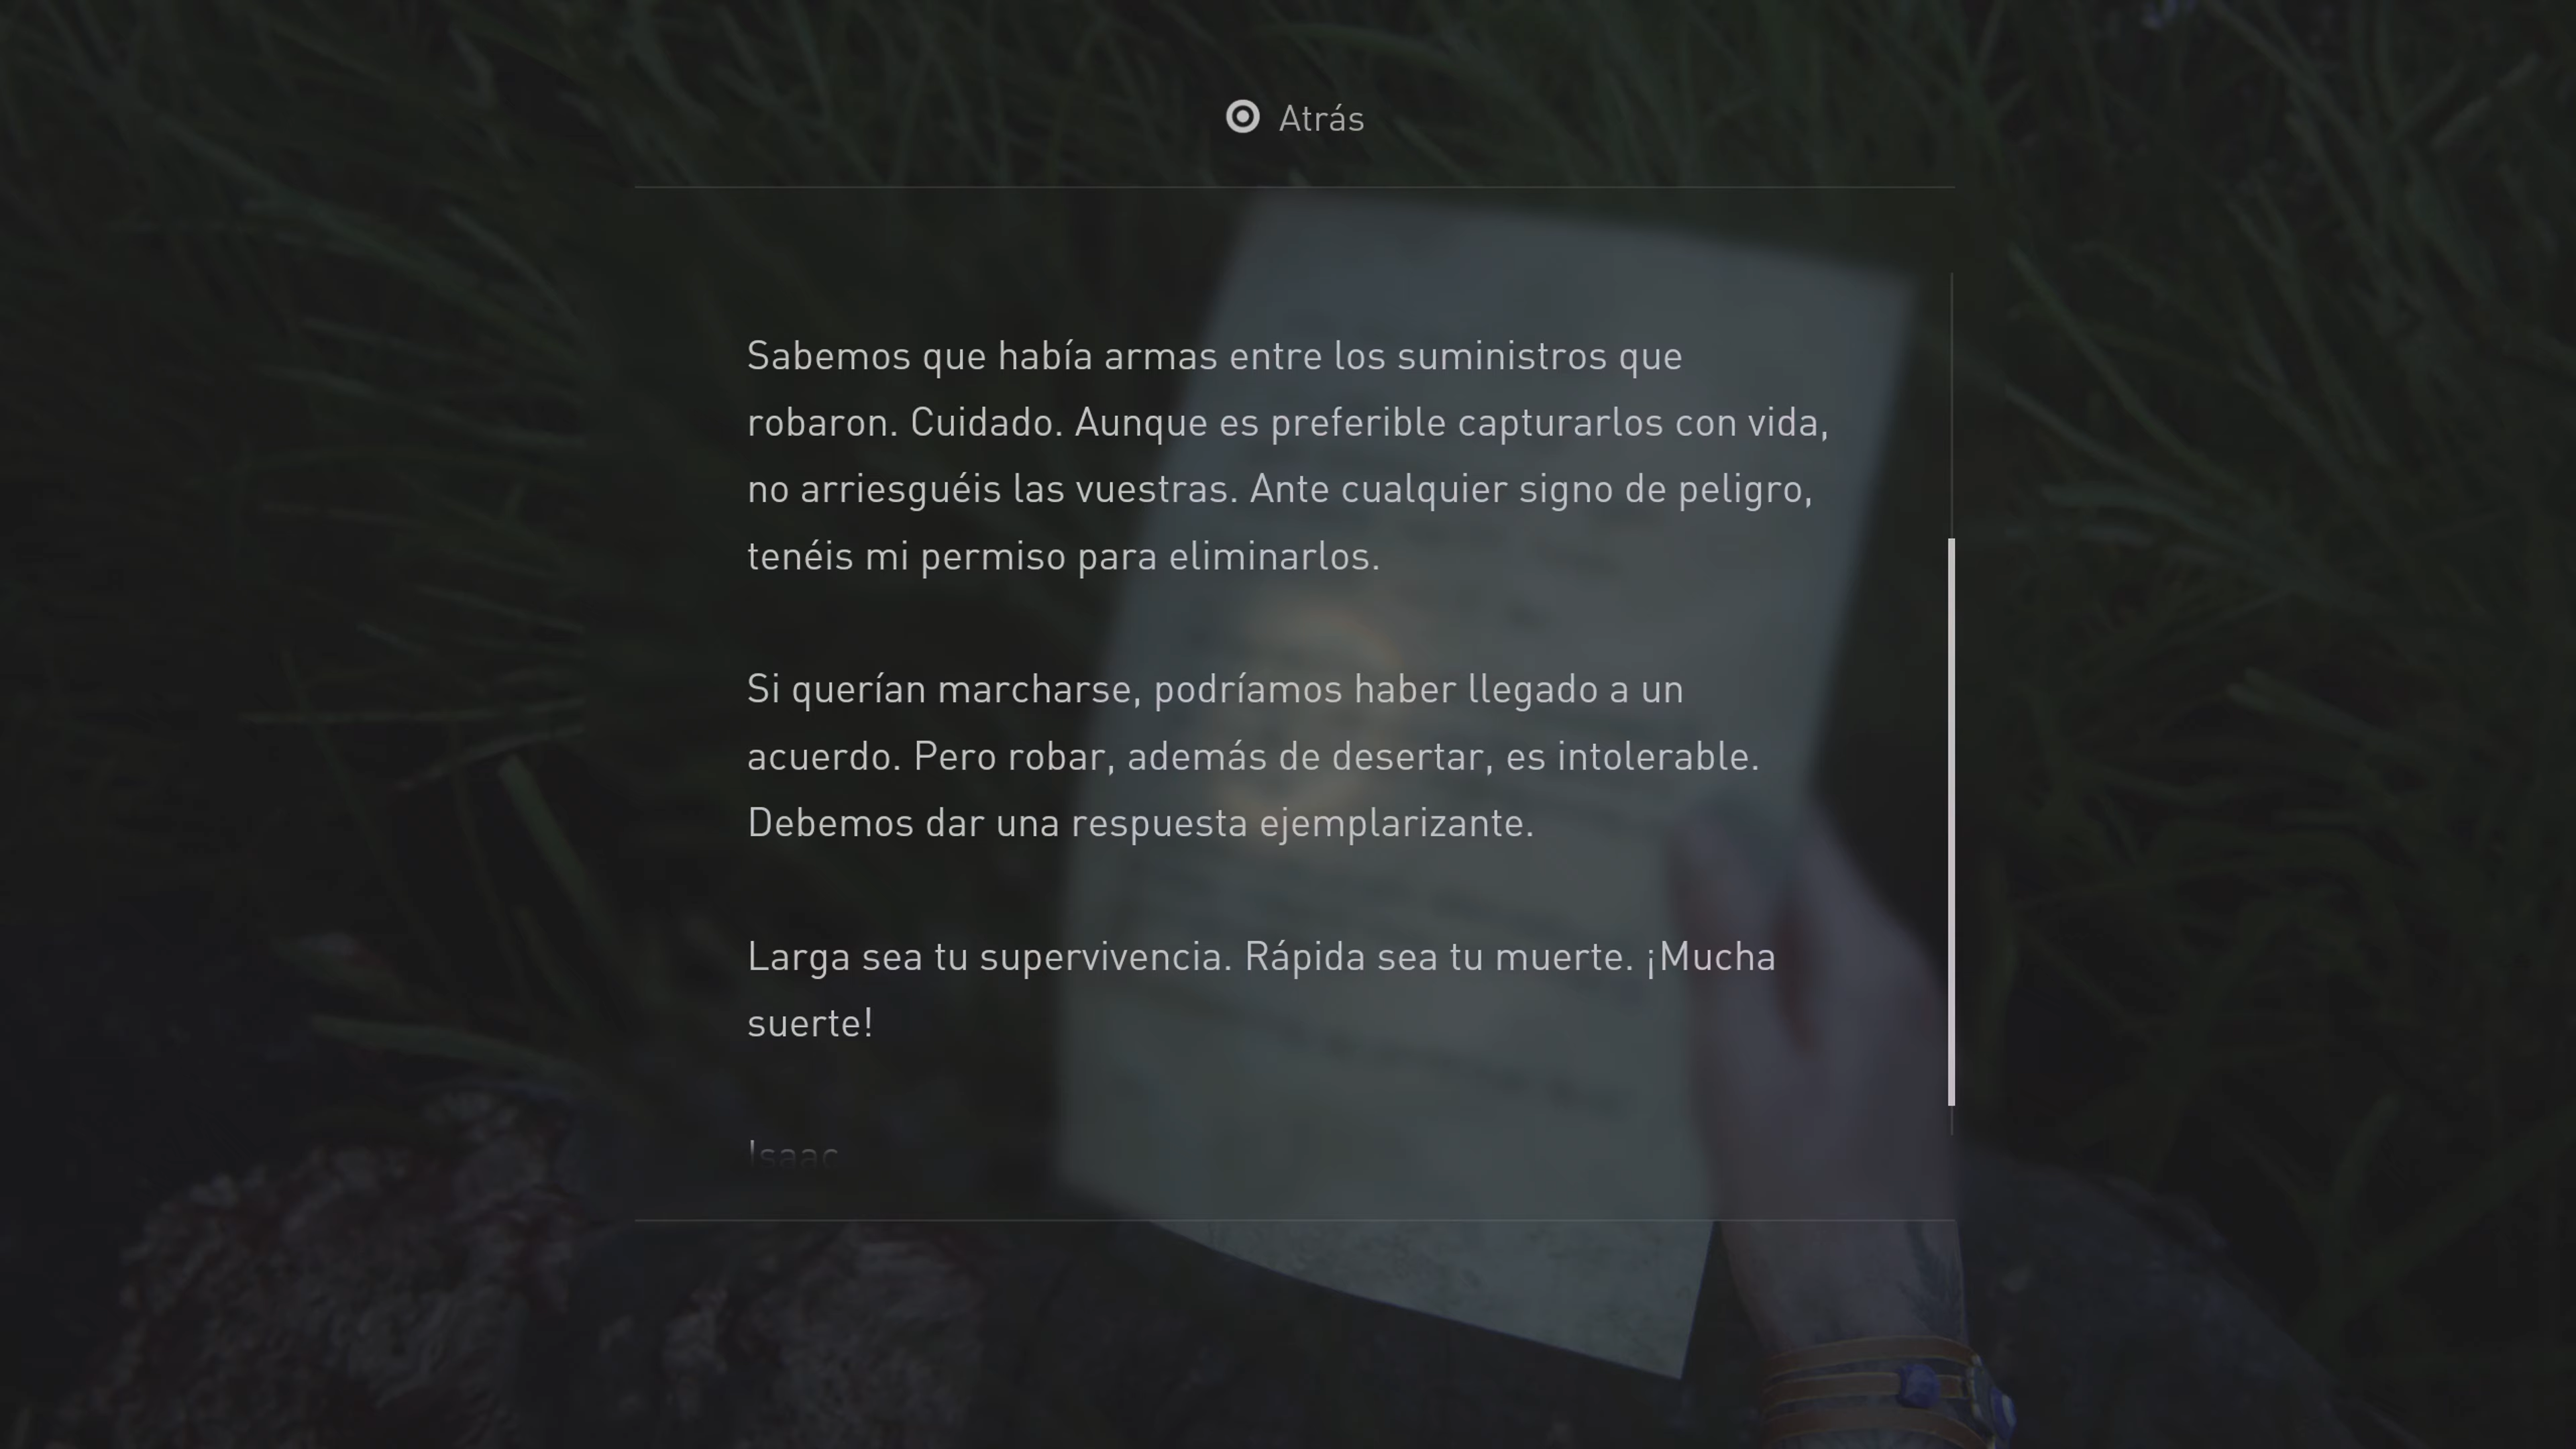 Atrás
Sabemos que había armas entre los suministros que
robaron. Cuidado. Aunque es preferible capturarlos con vida,
no arriesguéis las vuestras. Ante cualquier signo de peligro,
tenéis mi permiso para eliminarlos.
Si querían marcharse, podríamos haber llegado a un
acuerdo. Pero robar, además de desertar, es intolerable.
Debemos dar una respuesta ejemplarizante.
Larga sea tu supervivencia. Rápida sea tu muerte. ¡Mucha
suerte!
Isaac